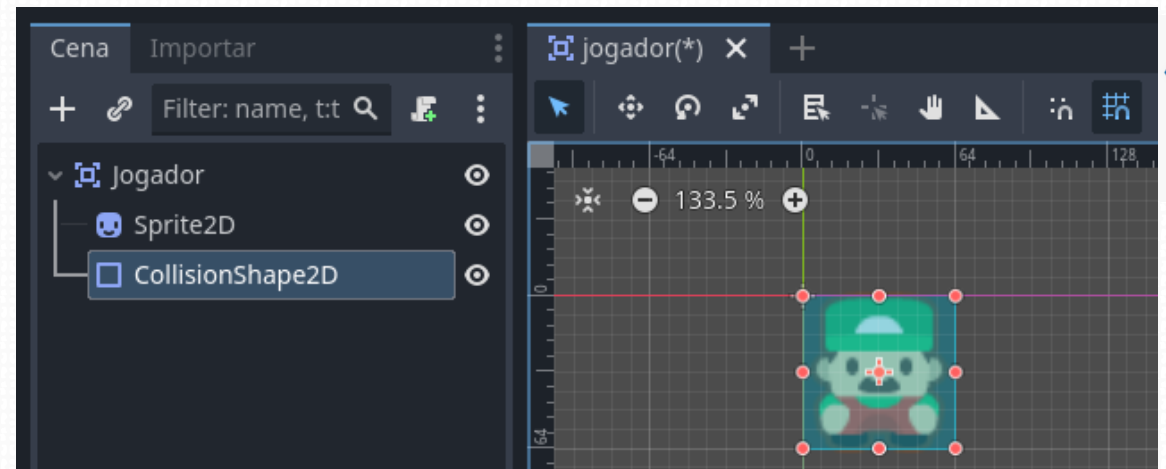 Cena Importar
jogador(*)
Filter: name, t:t
-64 0 64 128
133.5 %
Jogador
Sprite2D
CollisionShape2D
0
64